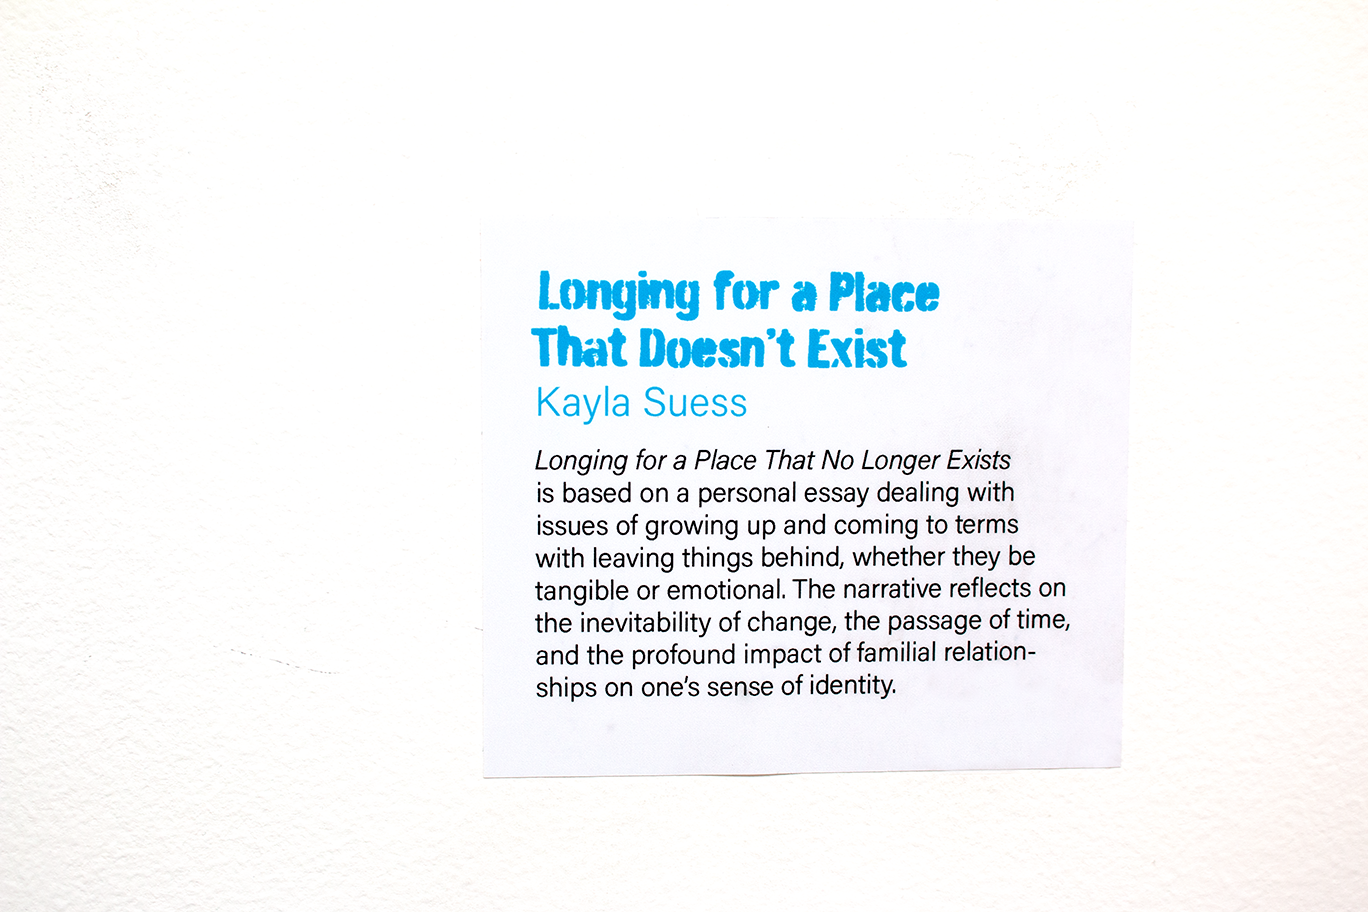 Longing for a Place
That Doesn't Exist
Kayla Suess
Longing for a Place That No Longer Exists
is based on a personal essay dealing with
issues of growing up and coming to terms
with leaving things behind, whether they be
tangible or emotional. The narrative reflects on
the inevitability of change, the passage of time,
and the profound impact of familial relation-
ships on one's sense of identity.